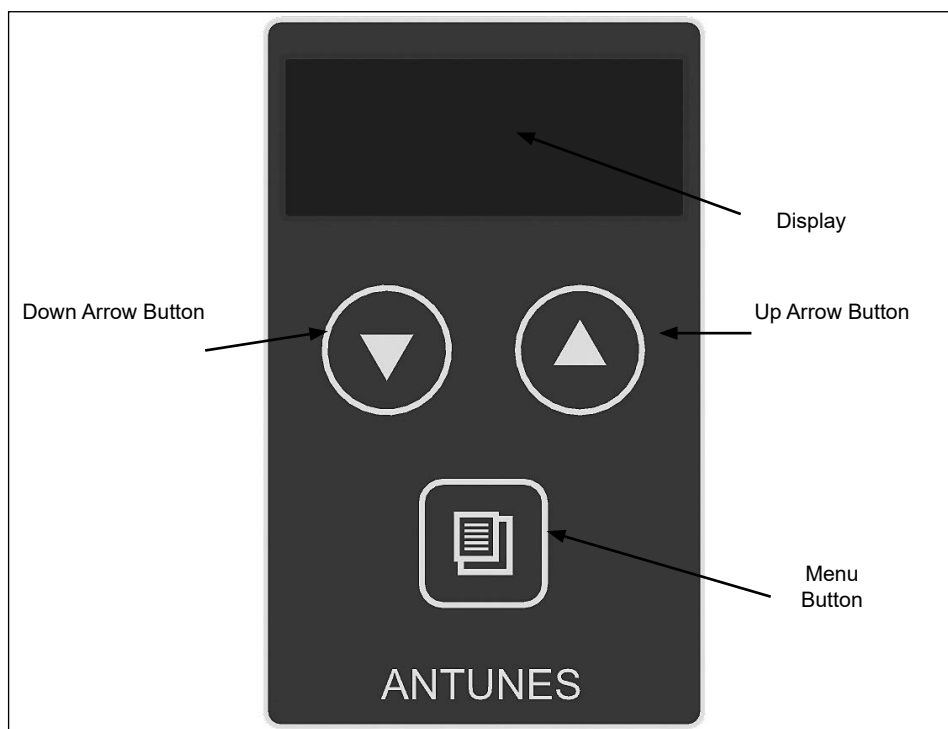 Display
Down Arrow Button
Up Arrow Button
Menu
Button
ANTUNES